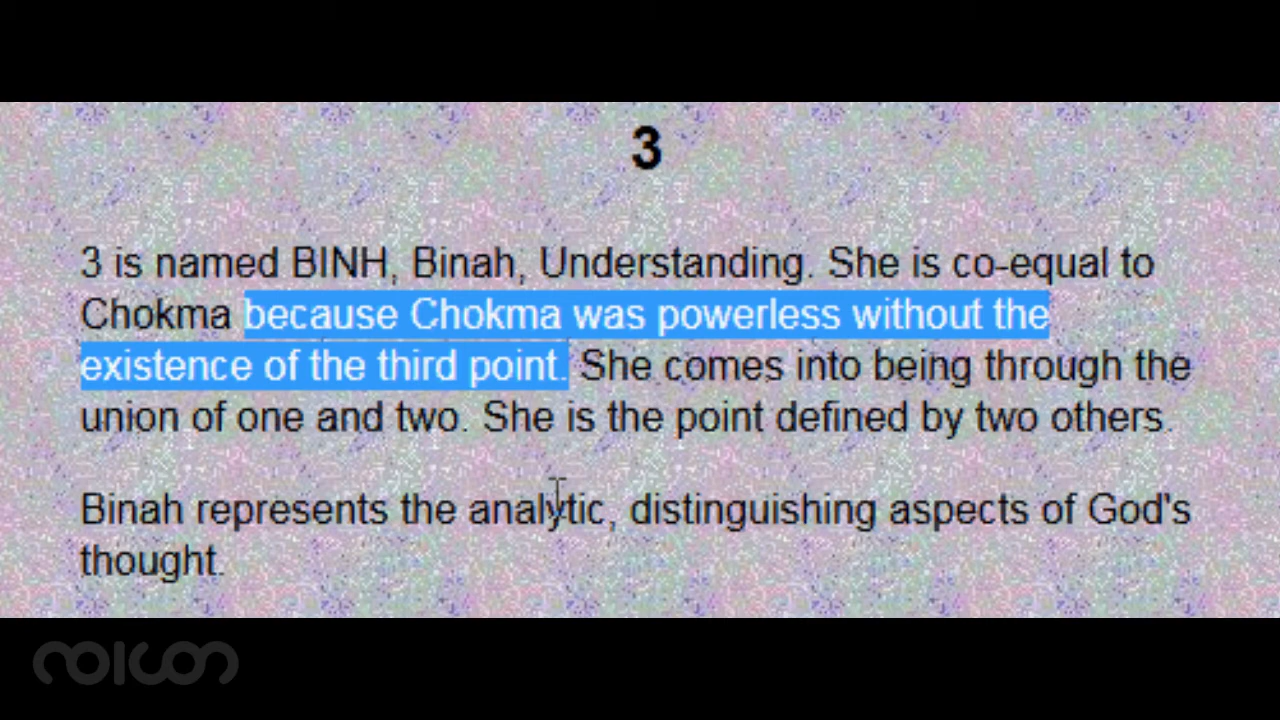 3
3 is named BINH, Binah, Understanding. She is co-equal to
Chokma because Chokma was powerless without the
existence of the third point. She comes into being through the
union of one and two. She is the point defined by two others.
Binah represents the analytic, distinguishing aspects of God's
thought.